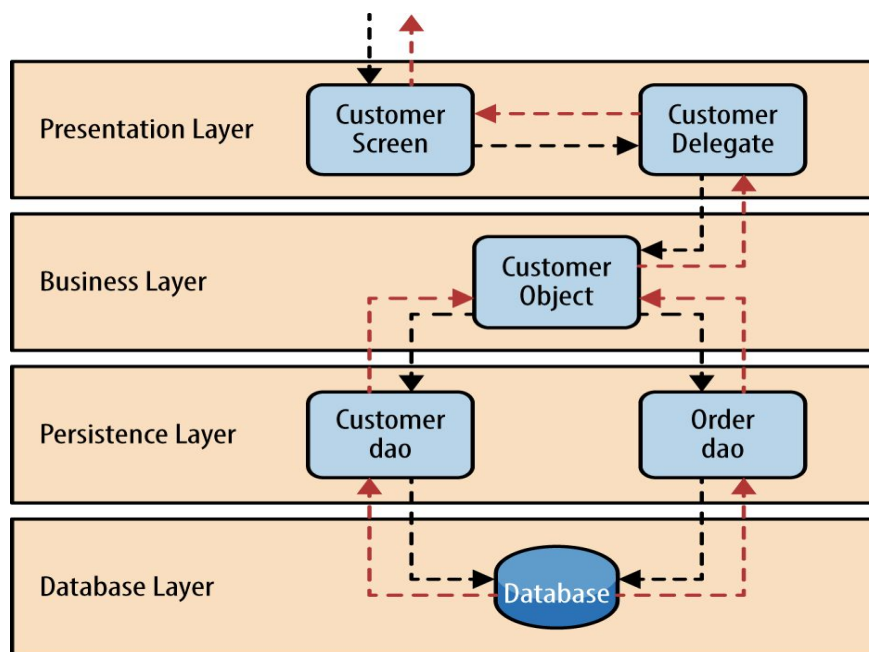 Presentation Layer
Customer
Screen
Customer
Delegate
Business Layer
Customer
Object
Persistence Layer
Customer
dao
Order
dao
Database Layer
Database